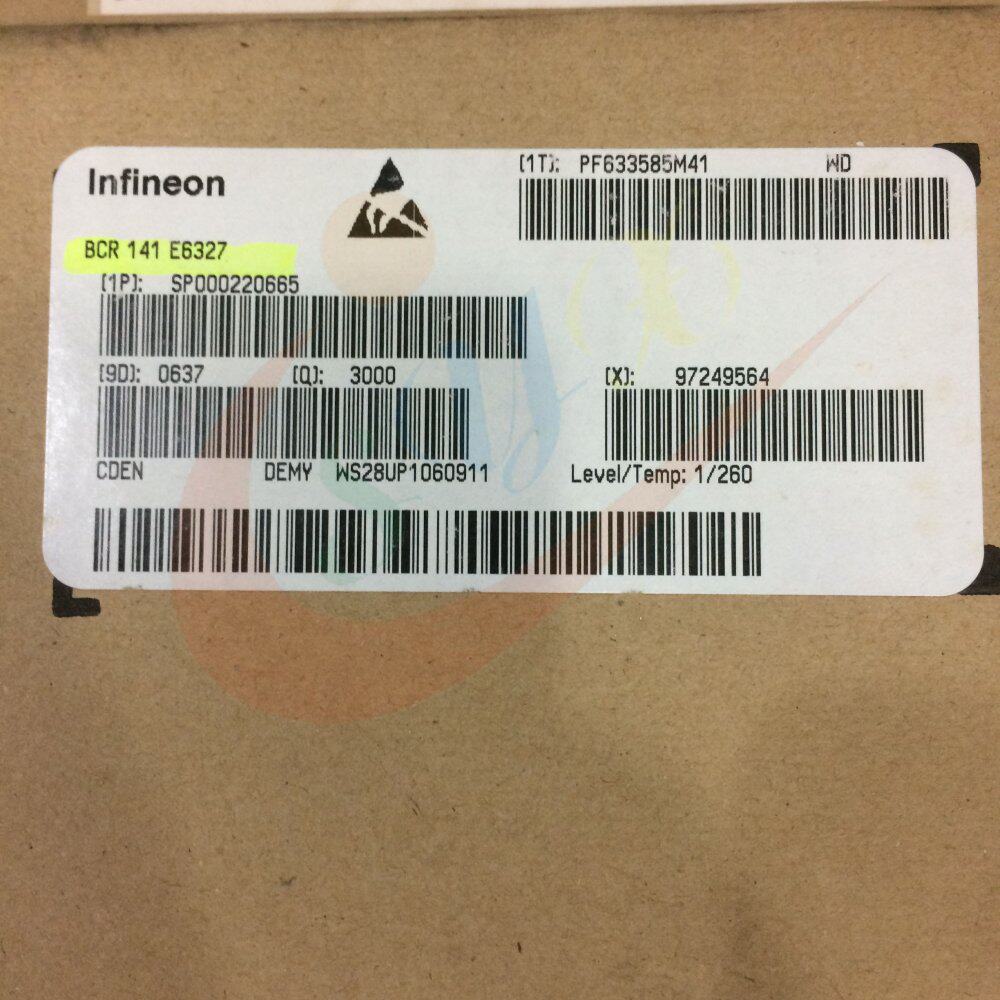 Infineon
[1T]: PF633585M41 WD
BCR 141 E6327
[1P]: SP000220665
[9D]: 0637 [Q]: 3000 [X]: 97249564
CDEN DEMY WS28UP1060911 Level/Temp: 1/260